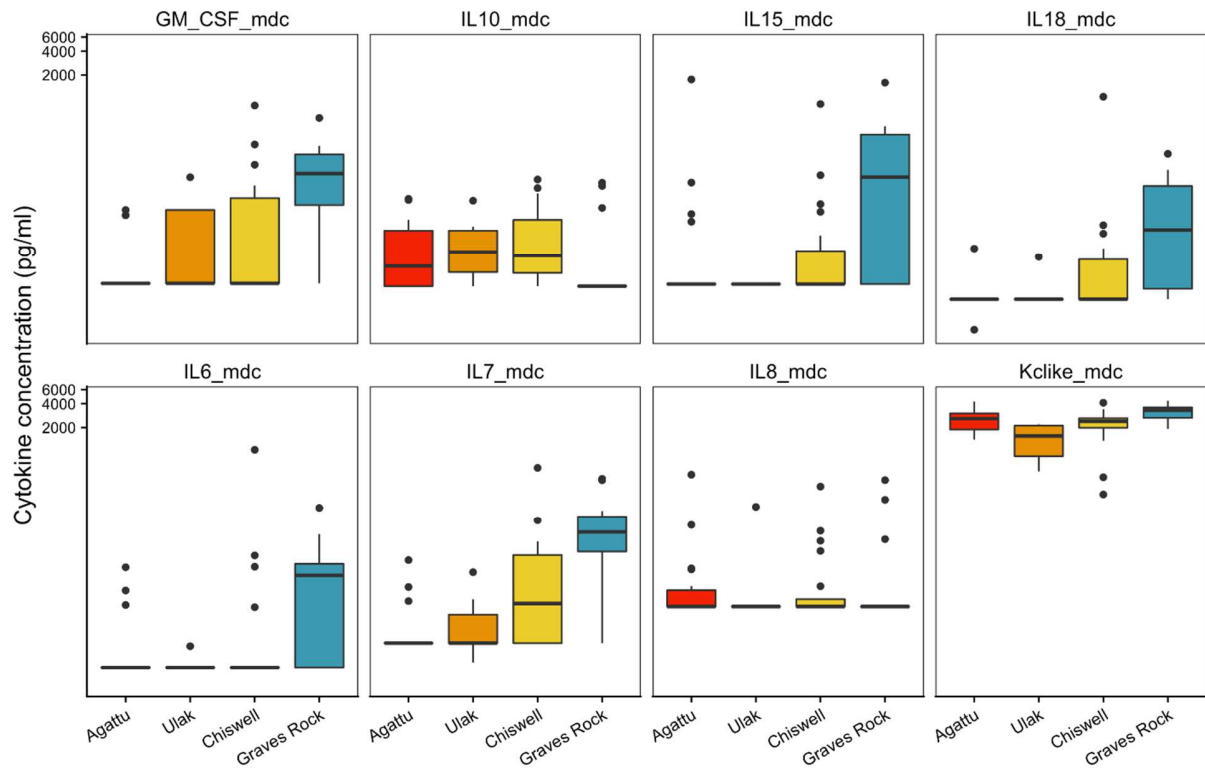 GM_CSF_mdc IL10_mdc IL15_mdc IL18_mdc
6000
4000
2000
Cytokine concentration (pg/ml)
IL6_mdc IL7_mdc IL8_mdc Kclike_mdc
6000
4000
2000
Agattu Ulak Chiswell Graves Rock Agattu Ulak Chiswell Graves Rock Agattu Ulak Chiswell Graves Rock Agattu Ulak Chiswell Graves Rock